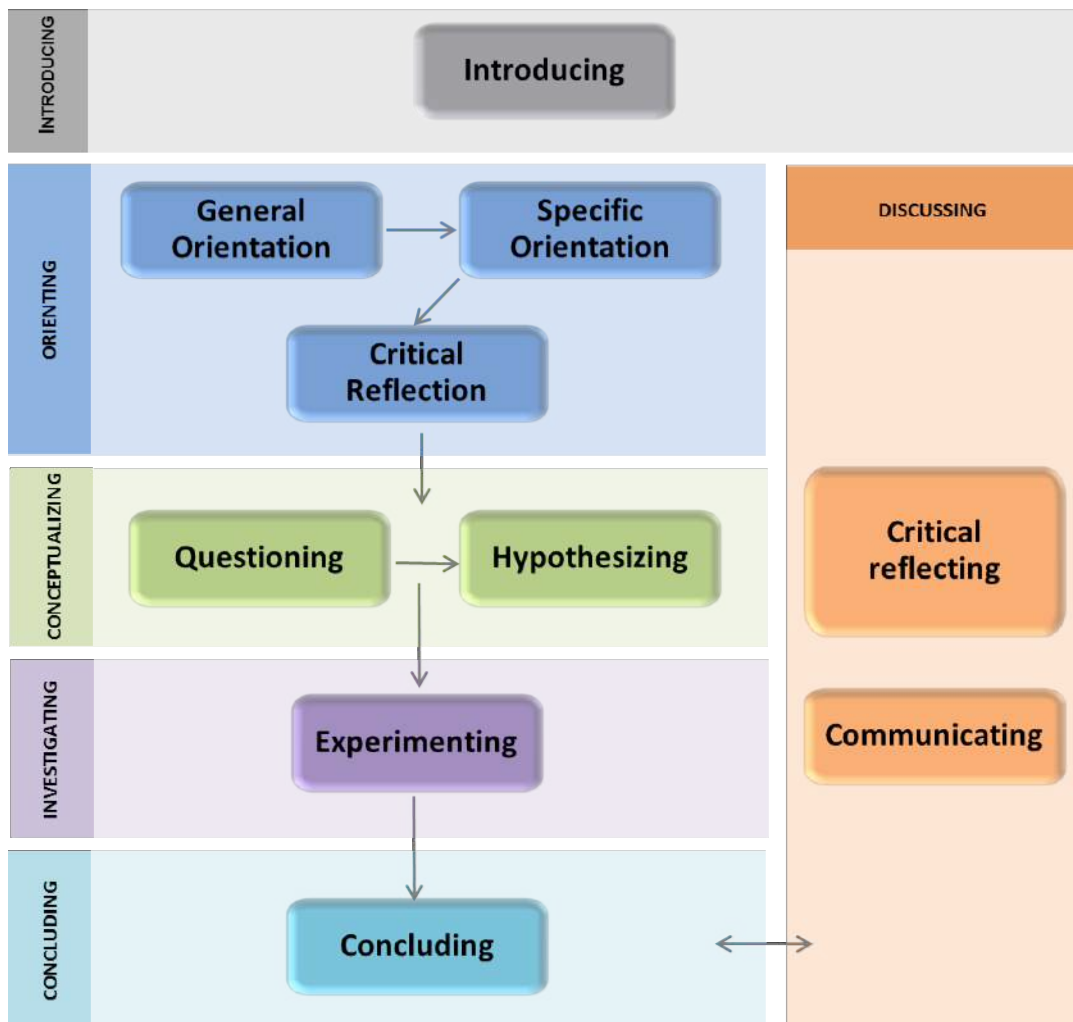 INTRODUCING
Introducing
ORIENTING
General
Orientation
Specific
Orientation
Critical
Reflection
DISCUSSING
CONCEPTUALIZING
Questioning
Hypothesizing
Critical
reflecting
INVESTIGATING
Experimenting
Communicating
CONCLUDING
Concluding